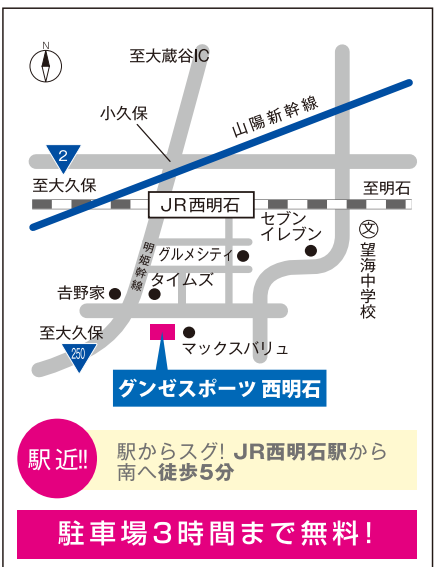 N
至大蔵谷IC
小久保
山陽新幹線
2
至大久保
至明石
JR西明石
セブン
イレブン
文
望海中学校
明姫幹線
グルメシティ
𠮷野家
タイムズ
至大久保
250
マックスバリュ
グンゼスポーツ 西明石
駅近!!
駅からスグ! JR西明石駅から
南へ徒歩5分
駐車場3時間まで無料!